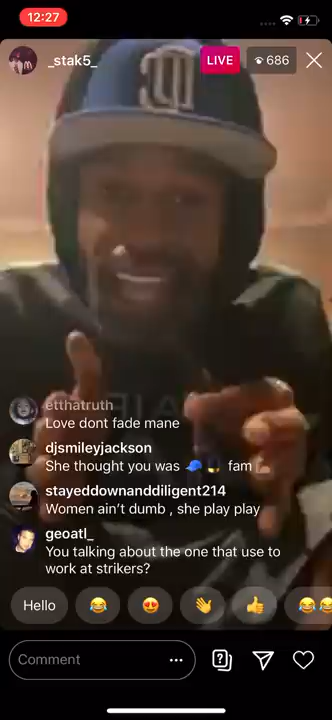 12:27
_stak5_
LIVE
686
etthatruth
Love dont fade mane
djsmileyjackson
She thought you was 🧢 fam
stayeddownanddiligent214
Women ain't dumb , she play play
geoatl_
You talking about the one that use to
work at strikers?
Hello
Comment